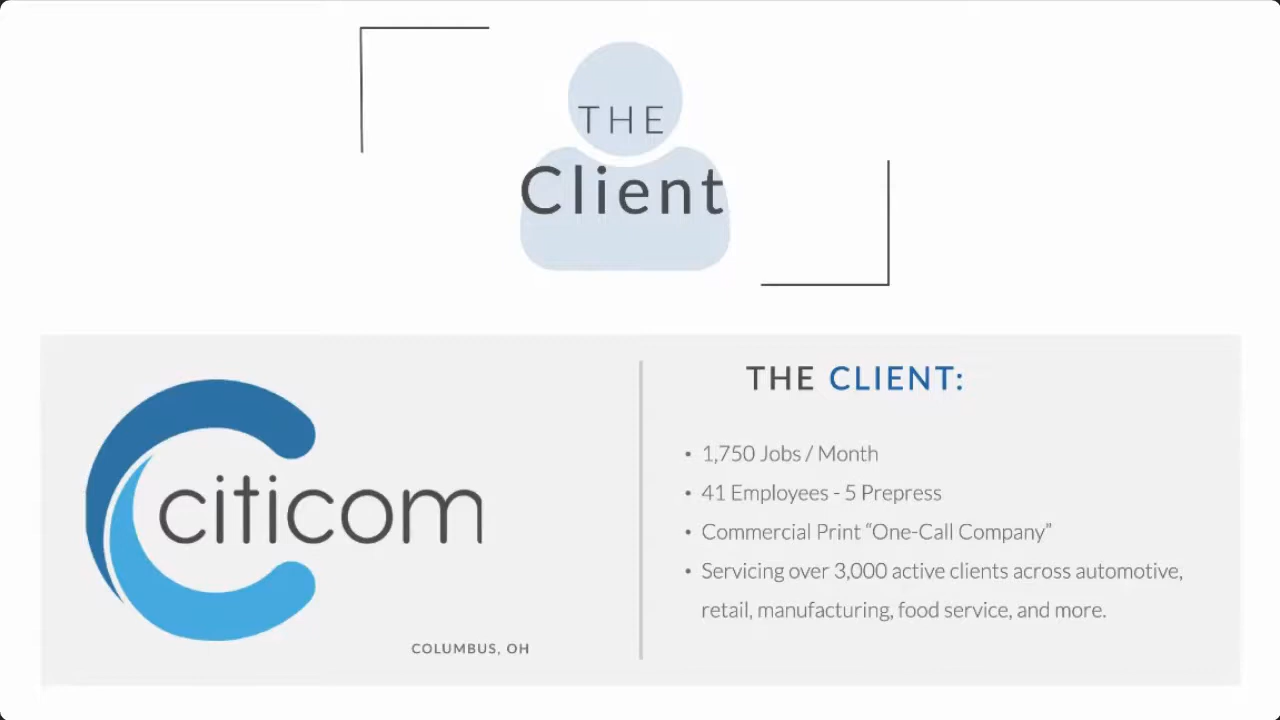 THE
Client
citicom
COLUMBUS, OH
THE CLIENT:
• 1,750 Jobs / Month
• 41 Employees - 5 Prepress
• Commercial Print “One-Call Company”
• Servicing over 3,000 active clients across automotive,
retail, manufacturing, food service, and more.